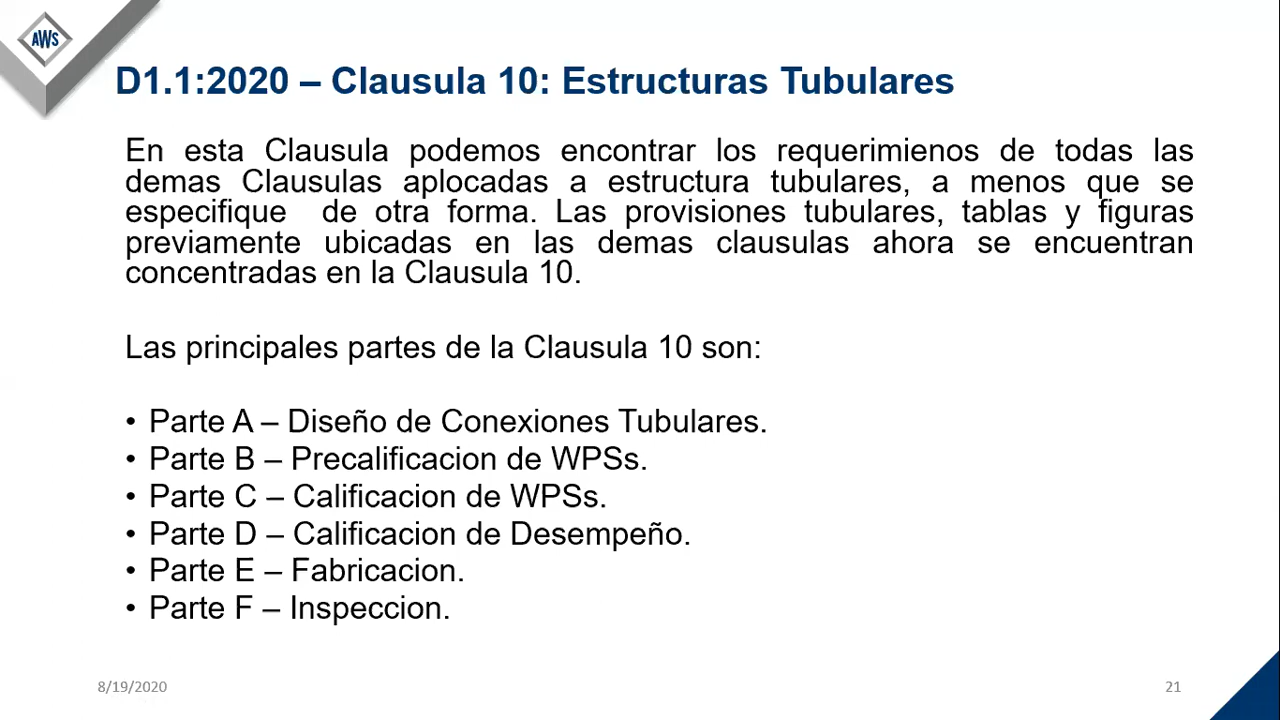 AWS
D1.1:2020 – Clausula 10: Estructuras Tubulares
En esta Clausula podemos encontrar los requerimienos de todas las
demas Clausulas aplocadas a estructura tubulares, a menos que se
especifique de otra forma. Las provisiones tubulares, tablas y figuras
previamente ubicadas en las demas clausulas ahora se encuentran
concentradas en la Clausula 10.
Las principales partes de la Clausula 10 son:
• Parte A – Diseño de Conexiones Tubulares.
• Parte B – Precalificacion de WPSs.
• Parte C – Calificacion de WPSs.
• Parte D – Calificacion de Desempeño.
• Parte E – Fabricacion.
• Parte F – Inspeccion.
8/19/2020
21